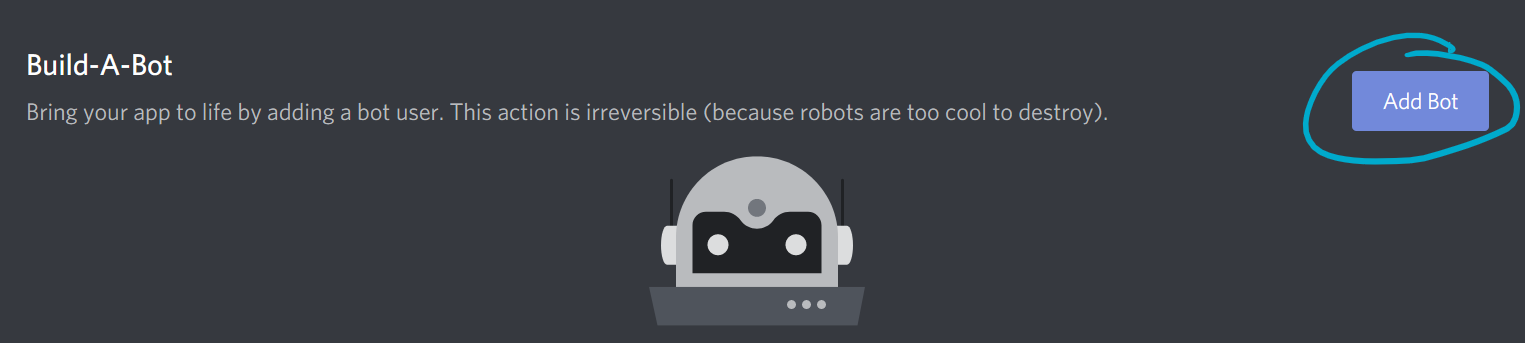 Build-A-Bot
Add Bot
Bring your app to life by adding a bot user. This action is irreversible (because robots are too cool to destroy).